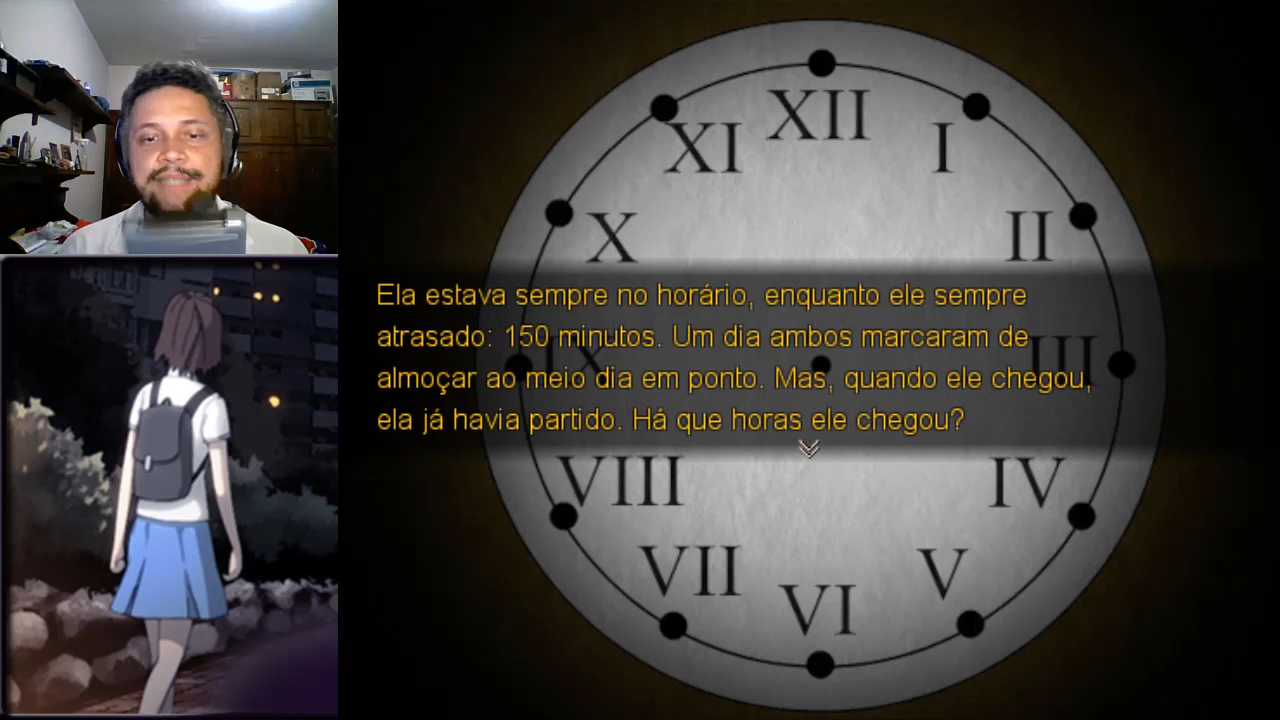 XII
XI
I
X
II
Ela estava sempre no horário, enquanto ele sempre
atrasado: 150 minutos. Um dia ambos marcaram de
IX
III
almoçar ao meio dia em ponto. Mas, quando ele chegou,
ela já havia partido. Há que horas ele chegou?
VIII
IV
VII
V
VI